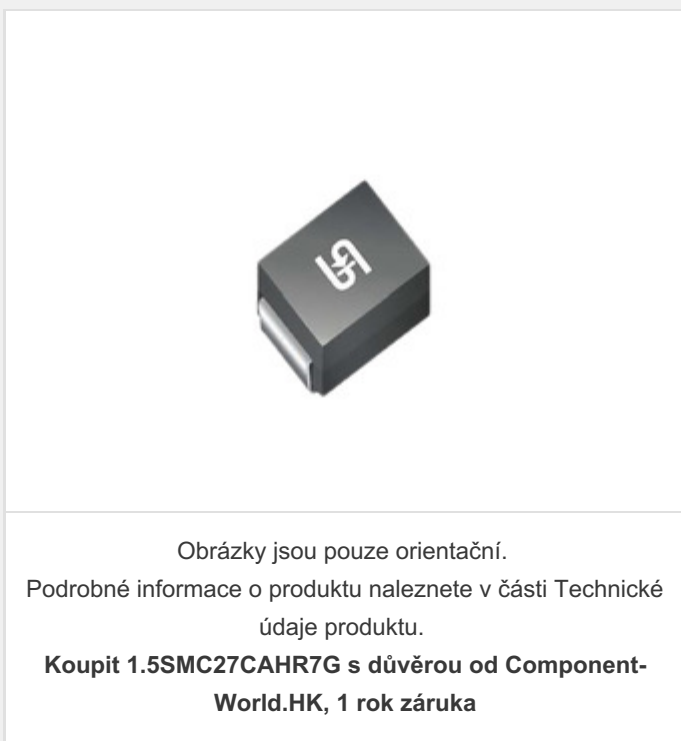 Obrázky jsou pouze orientační.
Podrobné informace o produktu naleznete v části Technické
údaje produktu.
Koupit 1.5SMC27CAHR7G s důvěrou od Component-
World.HK, 1 rok záruka